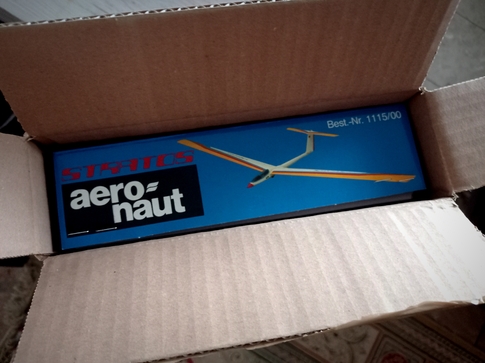 Best.-Nr. 1115/00
STRATOS
aero-
naut